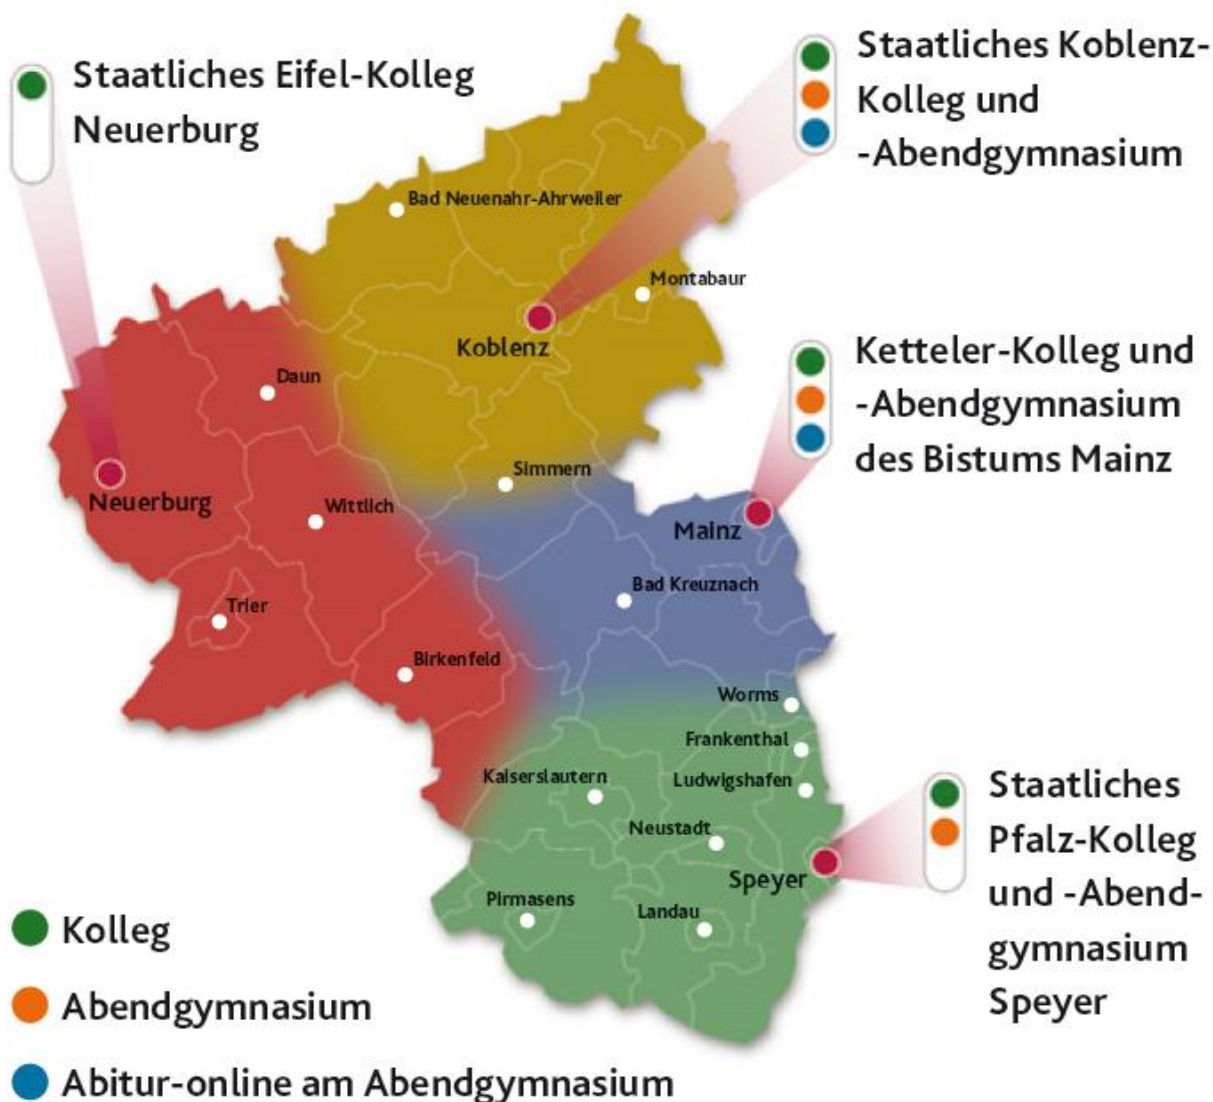 Staatliches Eifel-Kolleg
Neuerburg
Staatliches Koblenz-
Kolleg und
-Abendgymnasium
Bad Neuenahr-Ahrweiler
Montabaur
Koblenz
Ketteler-Kolleg und
-Abendgymnasium
des Bistums Mainz
Daun
Simmern
Neuerburg
Wittlich
Mainz
Bad Kreuznach
Trier
Birkenfeld
Worms
Frankenthal
Kaiserslautern
Ludwigshafen
Neustadt
Speyer
Staatliches
Pfalz-Kolleg
und -Abend-
gymnasium
Speyer
Pirmasens
Landau
Kolleg
Abendgymnasium
Abitur-online am Abendgymnasium